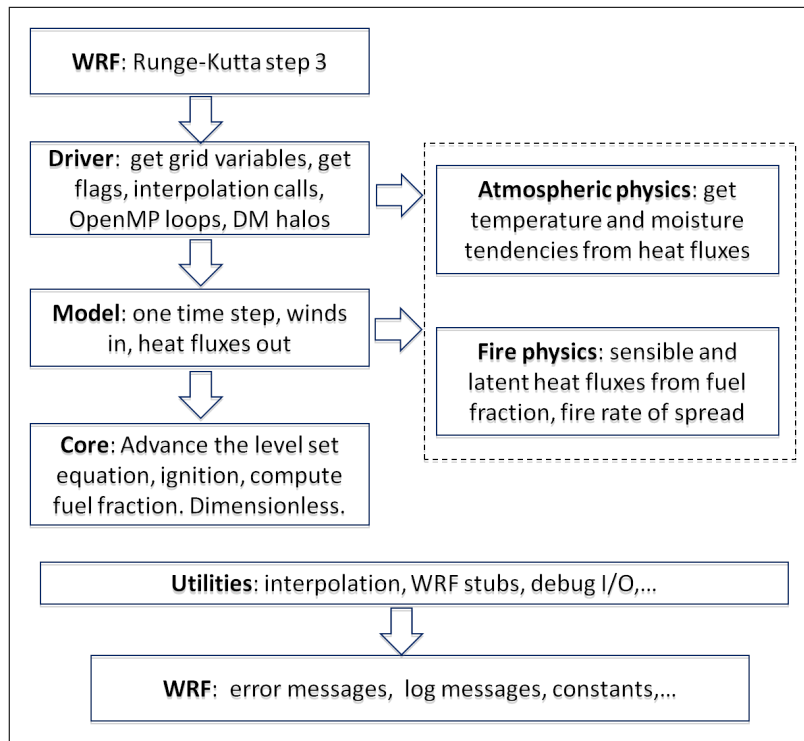 WRF: Runge-Kutta step 3
Driver: get grid variables, get
flags, interpolation calls,
OpenMP loops, DM halos
Atmospheric physics: get
temperature and moisture
tendencies from heat fluxes
Model: one time step, winds
in, heat fluxes out
Fire physics: sensible and
latent heat fluxes from fuel
fraction, fire rate of spread
Core: Advance the level set
equation, ignition, compute
fuel fraction. Dimensionless.
Utilities: interpolation, WRF stubs, debug I/O,...
WRF: error messages, log messages, constants,...